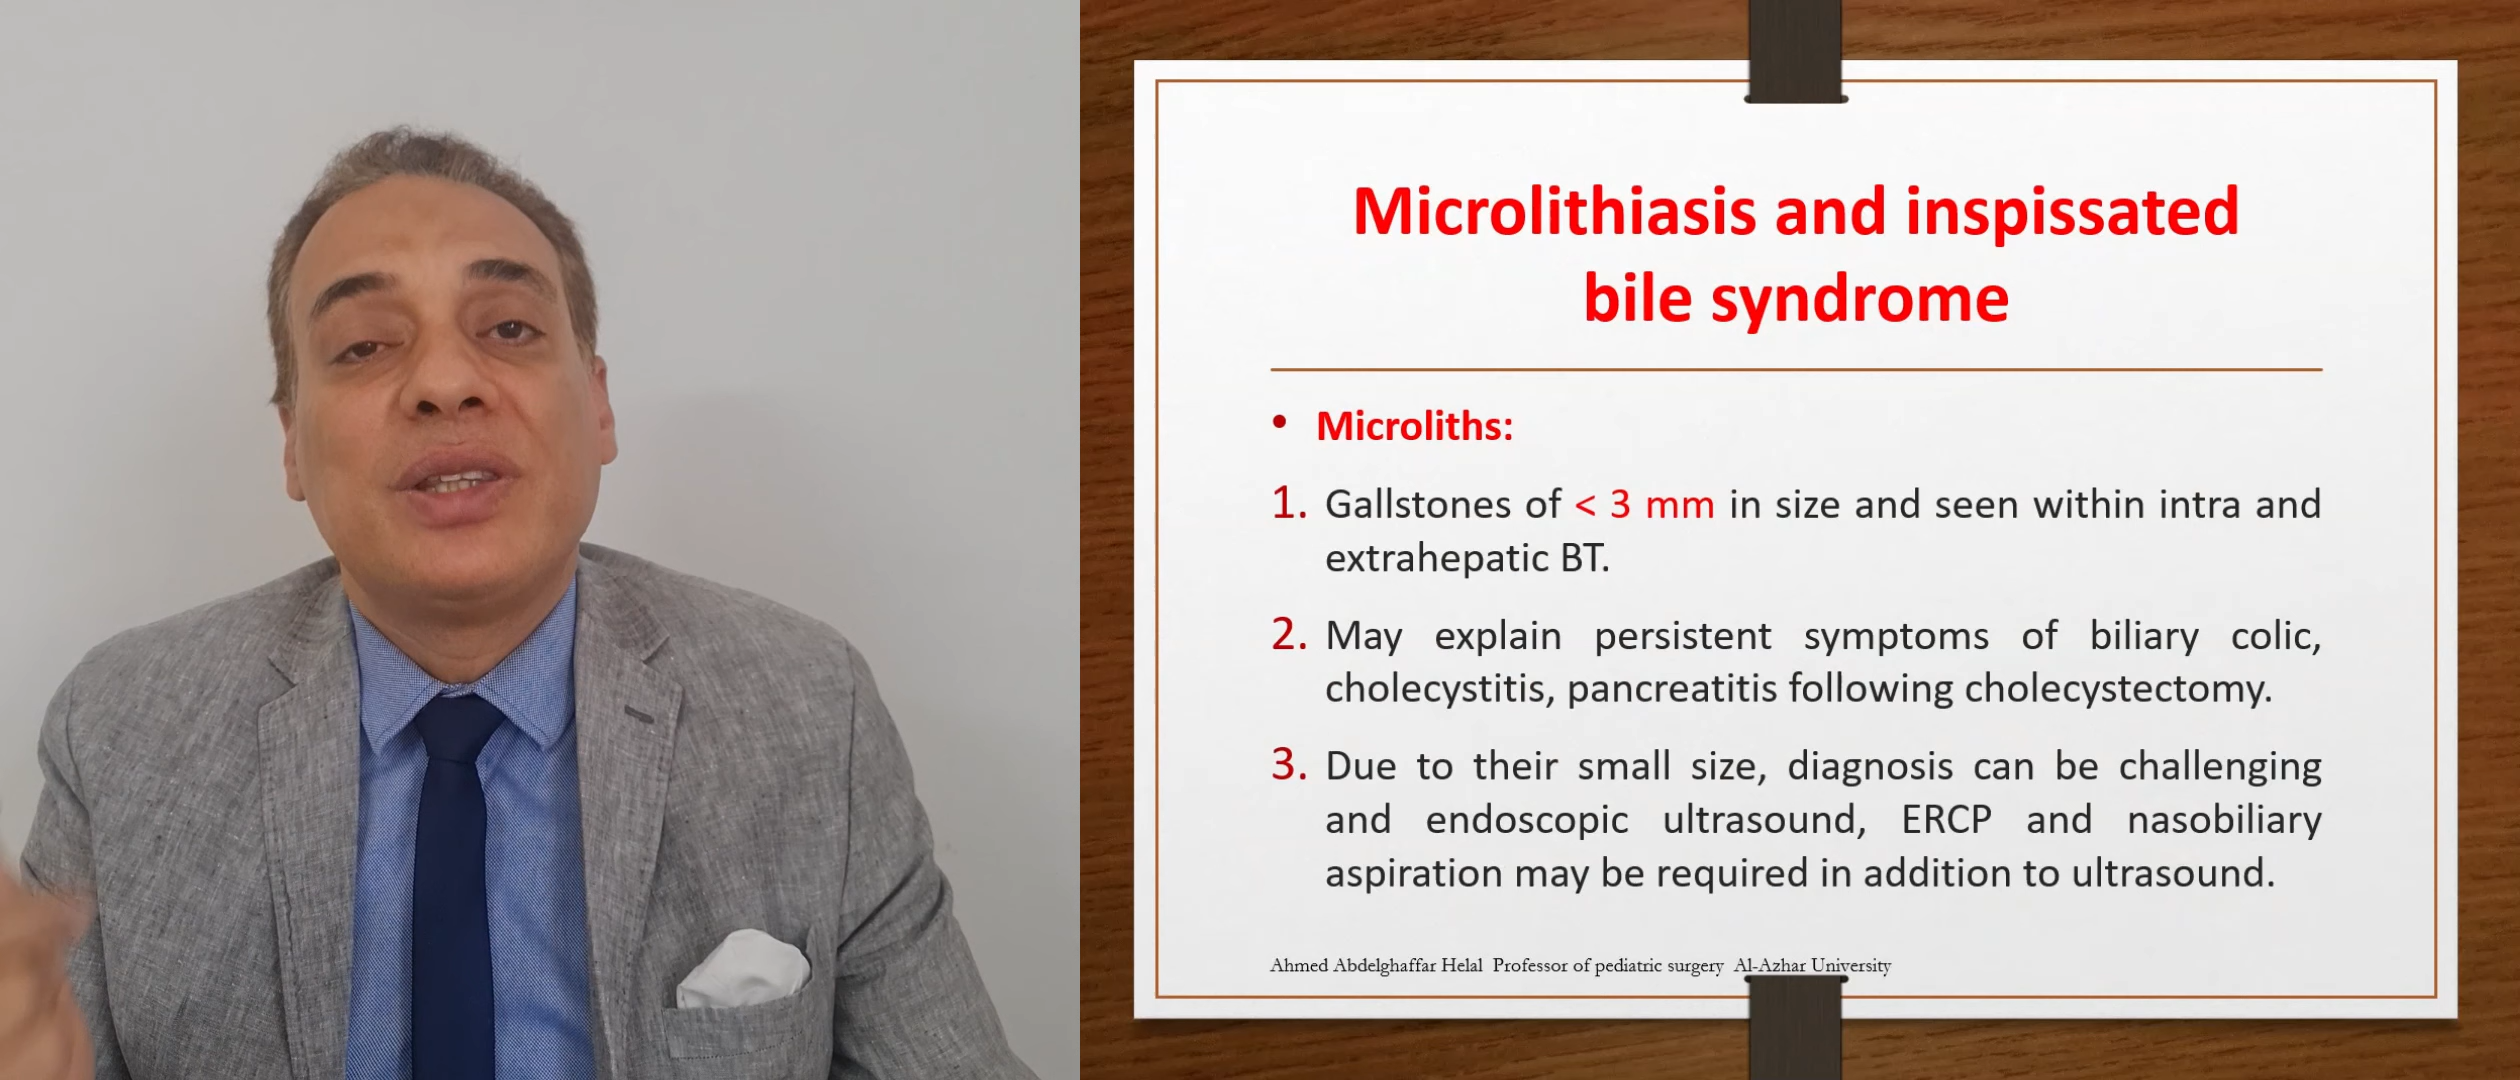 Microlithiasis and inspissated
bile syndrome
• Microliths:
1. Gallstones of < 3 mm in size and seen within intra and
extrahepatic BT.
2. May explain persistent symptoms of biliary colic,
cholecystitis, pancreatitis following cholecystectomy.
3. Due to their small size, diagnosis can be challenging
and endoscopic ultrasound, ERCP and nasobiliary
aspiration may be required in addition to ultrasound.
Ahmed Abdelghaffar Helal Professor of pediatric surgery Al-Azhar University